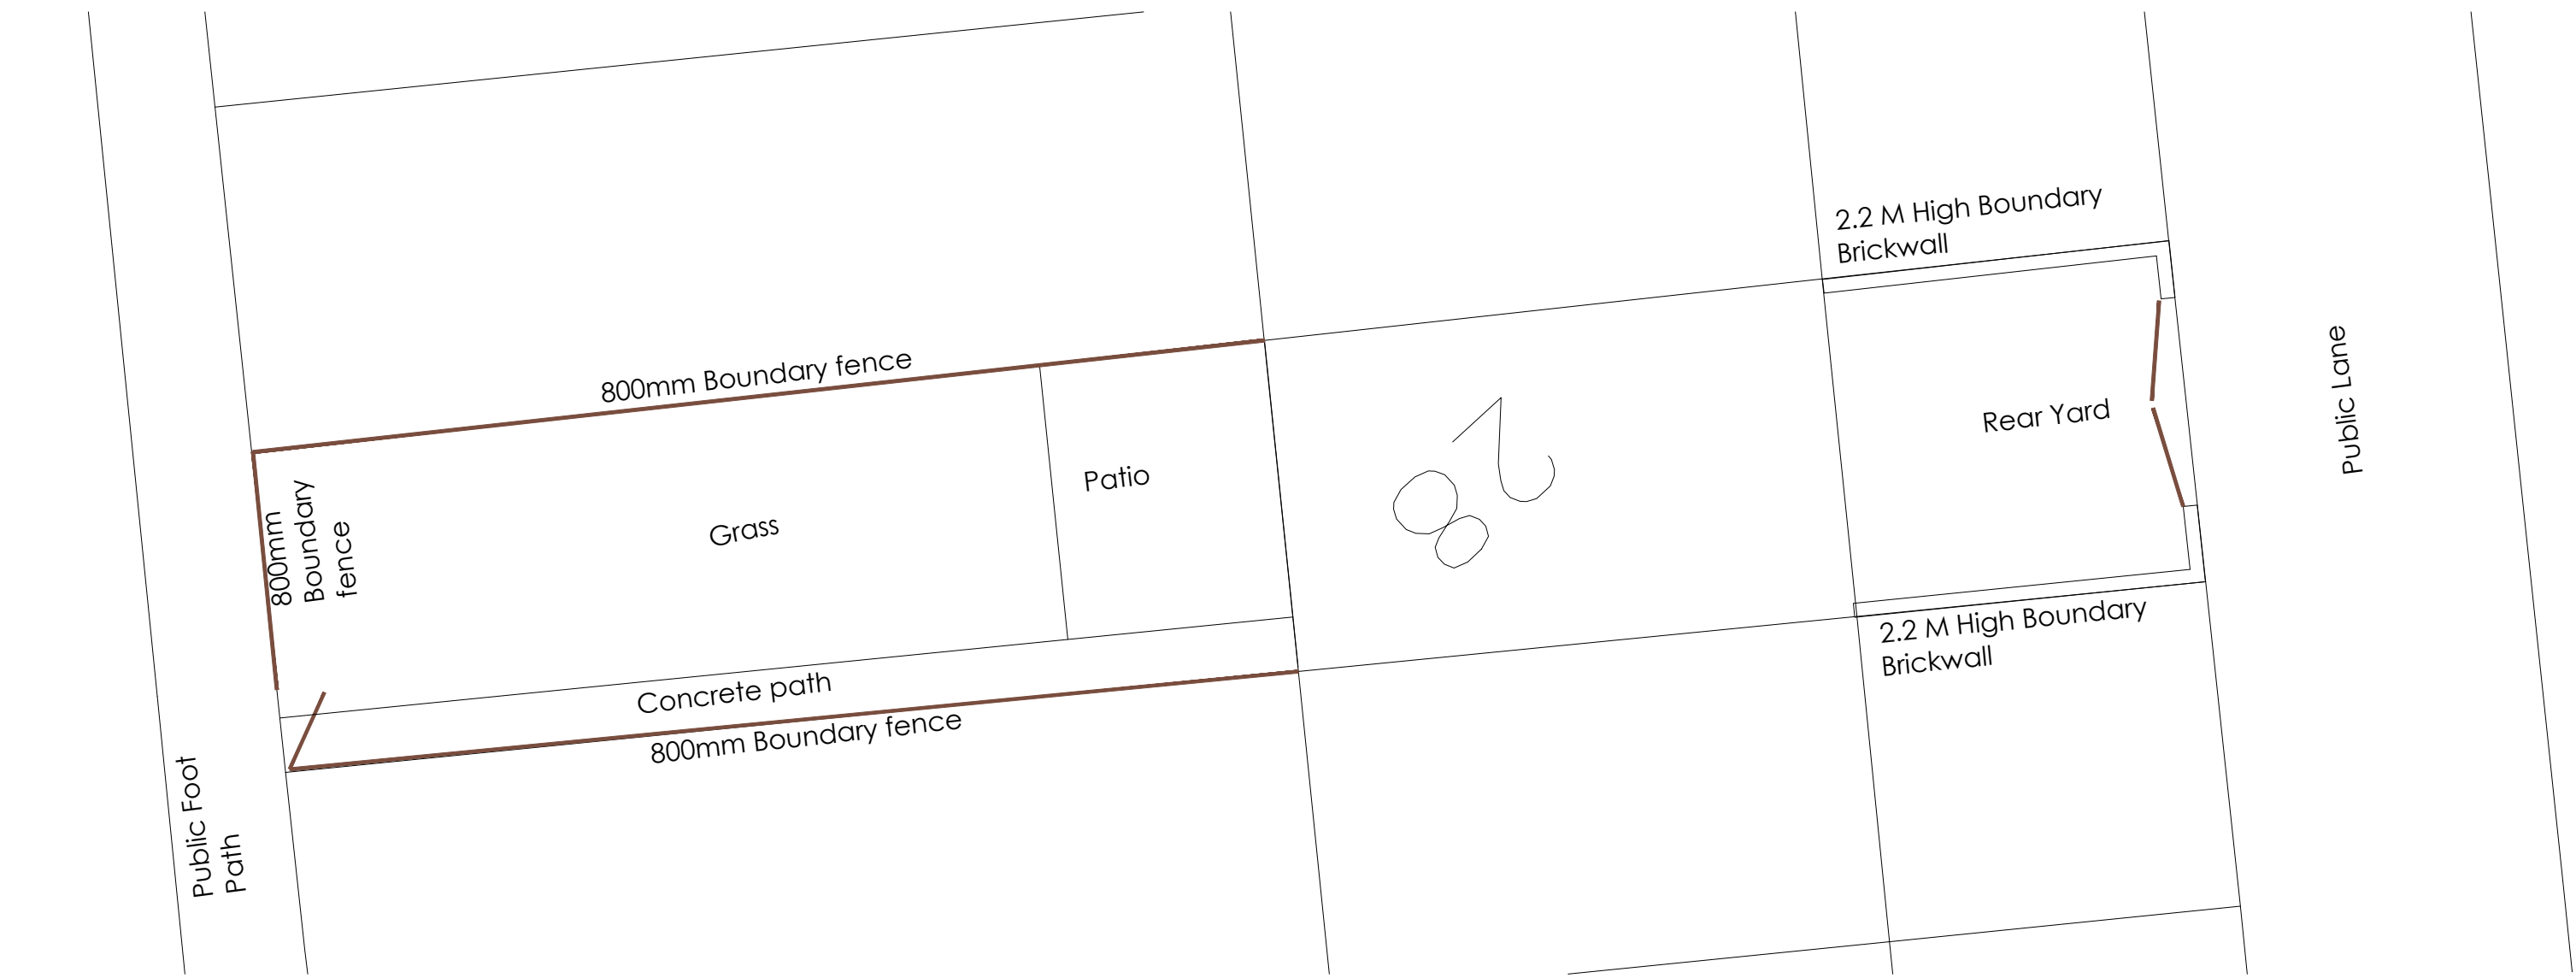 2.2 M High Boundary
Brickwall
800mm Boundary fence
Public Lane
Rear Yard
Patio
800mm
Boundary
fence
Grass
28
2.2 M High Boundary
Brickwall
Concrete path
800mm Boundary fence
Public Foot
Path